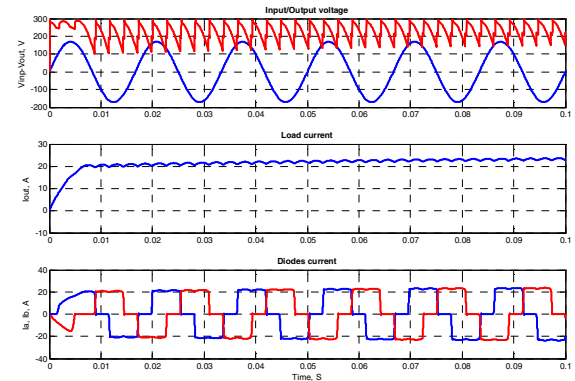 Input/Output voltage
Vinp-Vout, V
300
200
100
0
-100
-200
0 0.01 0.02 0.03 0.04 0.05 0.06 0.07 0.08 0.09 0.1
Load current
Iout, A
30
20
10
0
-10
0 0.01 0.02 0.03 0.04 0.05 0.06 0.07 0.08 0.09 0.1
Diodes current
Ia, Ib, A
40
20
0
-20
-40
0 0.01 0.02 0.03 0.04 0.05 0.06 0.07 0.08 0.09 0.1
Time, S